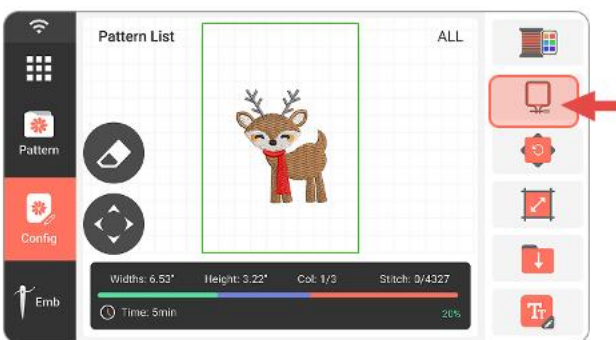 Pattern List
ALL
Pattern
Config
Emb
Widths: 6.53" Height: 3.22" Col: 1/3 Stitch: 0/4327
Time: 5min
20%
Tт